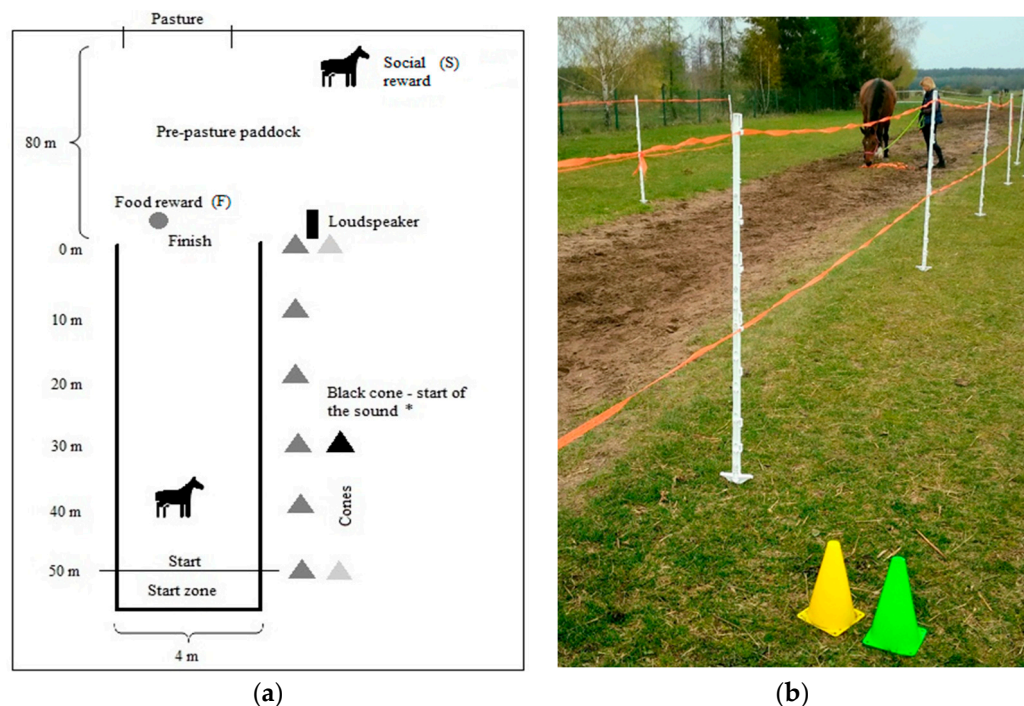 Pasture
Social (S)
reward
Pre-pasture paddock
80 m
Food reward (F)
Loudspeaker
Finish
0 m
10 m
20 m
Black cone - start of
the sound *
30 m
Cones
40 m
Start
50 m
Start zone
4 m
(a)
(b)